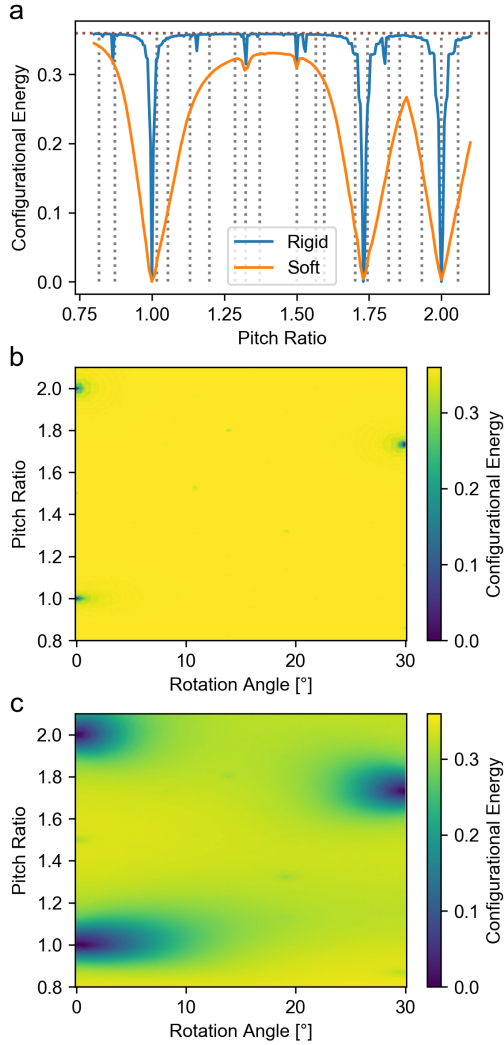 a
Configurational Energy
0.3
0.2
0.1
0.0
Rigid
Soft
0.75 1.00 1.25 1.50 1.75 2.00
Pitch Ratio
b
Pitch Ratio
2.0
1.8
1.6
1.4
1.2
1.0
0.8
0 10 20 30
Rotation Angle [°]
0.3
0.2
0.1
0.0
Configurational Energy
c
Pitch Ratio
2.0
1.8
1.6
1.4
1.2
1.0
0.8
0 10 20 30
Rotation Angle [°]
0.3
0.2
0.1
0.0
Configurational Energy